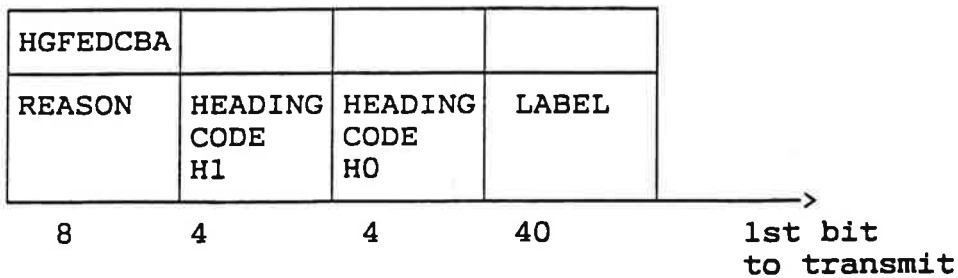 HGFEDCBA
REASON HEADING HEADING LABEL
CODE CODE
H1 H0
8 4 4 40 1st bit
to transmit